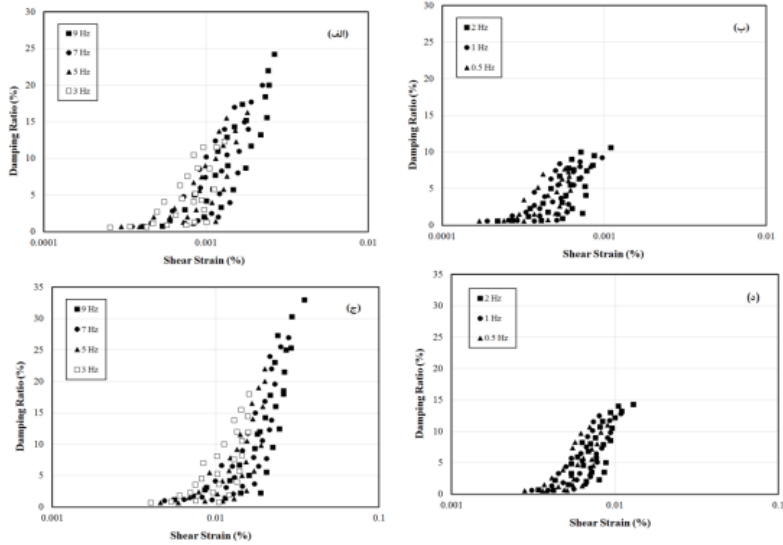 (الف)
9 Hz
7 Hz
5 Hz
3 Hz
Damping Ratio (%)
30
25
20
15
10
5
0
0.0001
0.001
0.01
Shear Strain (%)
(ب)
2 Hz
1 Hz
0.5 Hz
Damping Ratio (%)
30
25
20
15
10
5
0
0.0001
0.001
0.01
Shear Strain (%)
(ج)
9 Hz
7 Hz
5 Hz
3 Hz
Damping Ratio (%)
35
30
25
20
15
10
5
0
0.001
0.01
0.1
Shear Strain (%)
(د)
2 Hz
1 Hz
0.5 Hz
Damping Ratio (%)
35
30
25
20
15
10
5
0
0.001
0.01
0.1
Shear Strain (%)